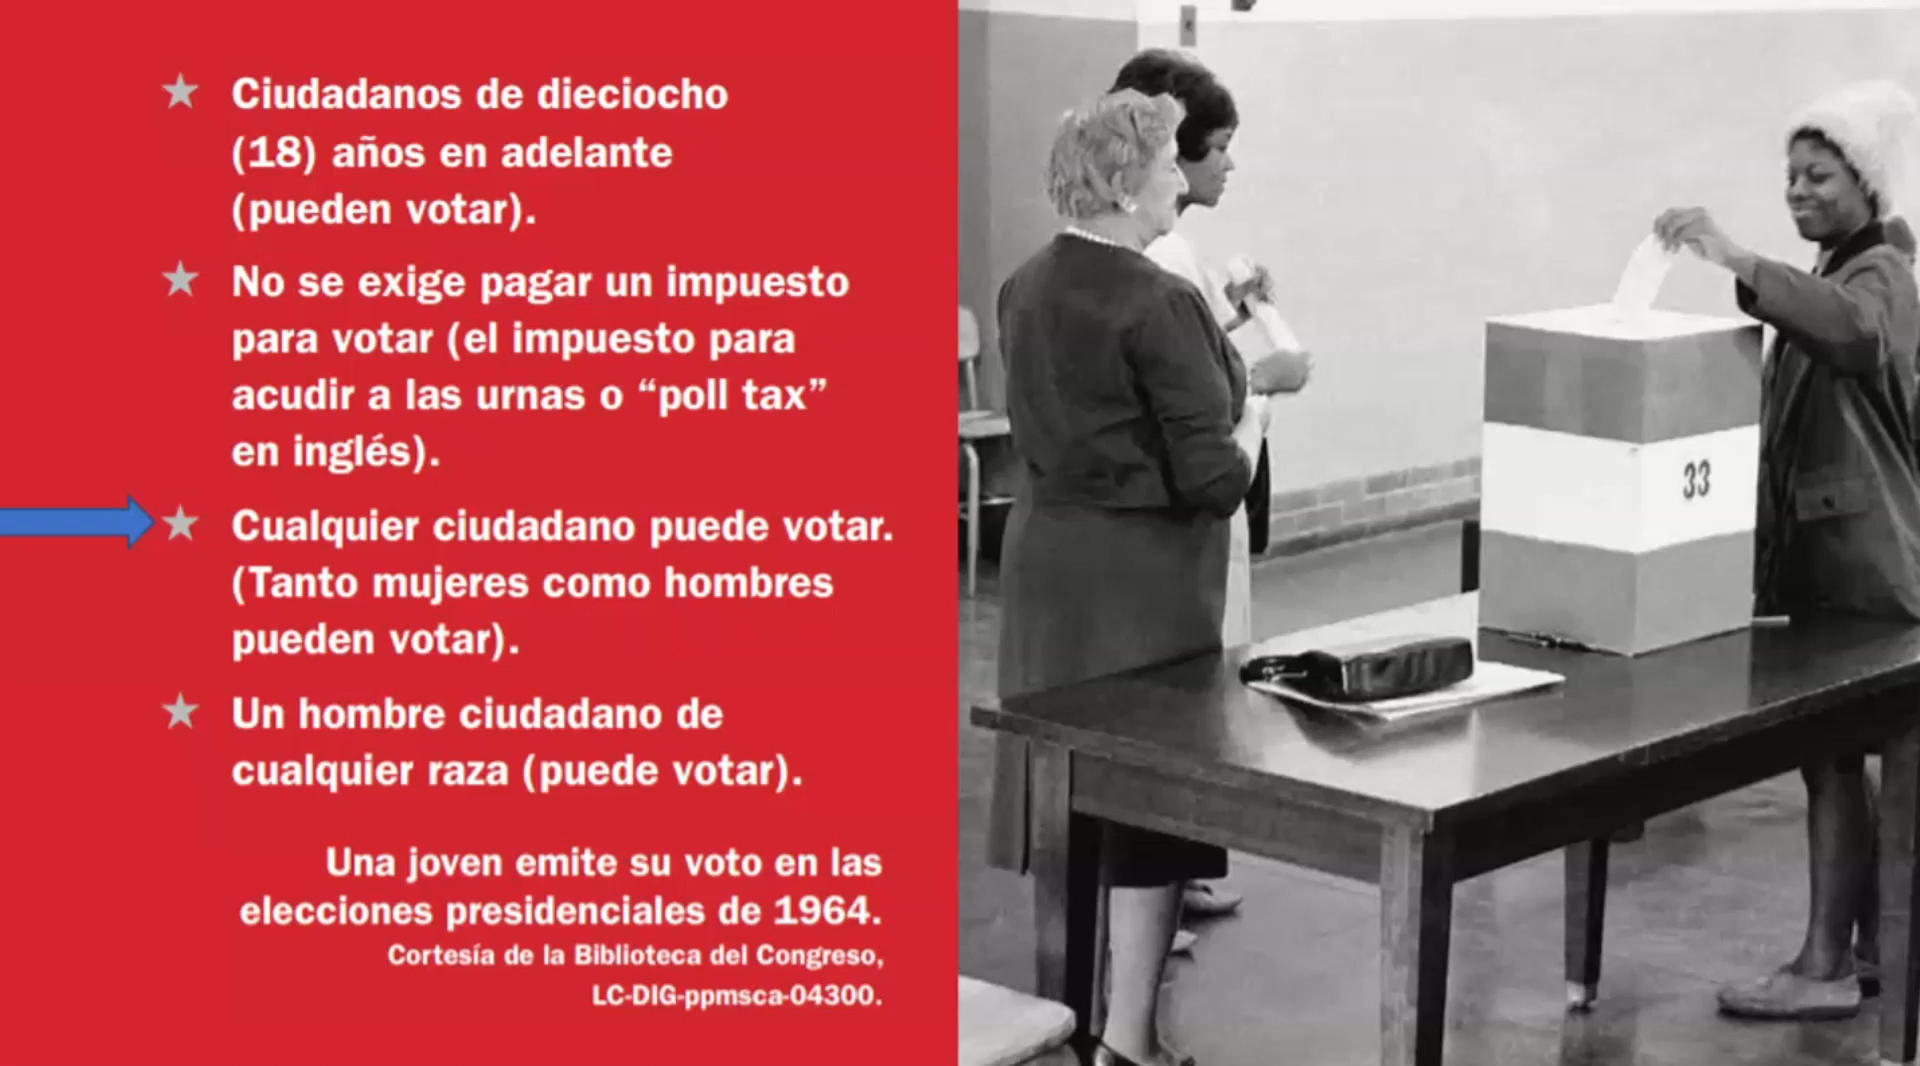 Ciudadanos de dieciocho
(18) años en adelante
(pueden votar).
No se exige pagar un impuesto
para votar (el impuesto para
acudir a las urnas o “poll tax”
en inglés).
Cualquier ciudadano puede votar.
(Tanto mujeres como hombres
pueden votar).
Un hombre ciudadano de
cualquier raza (puede votar).
Una joven emite su voto en las
elecciones presidenciales de 1964.
Cortesía de la Biblioteca del Congreso,
LC-DIG-ppmsca-04300.
33